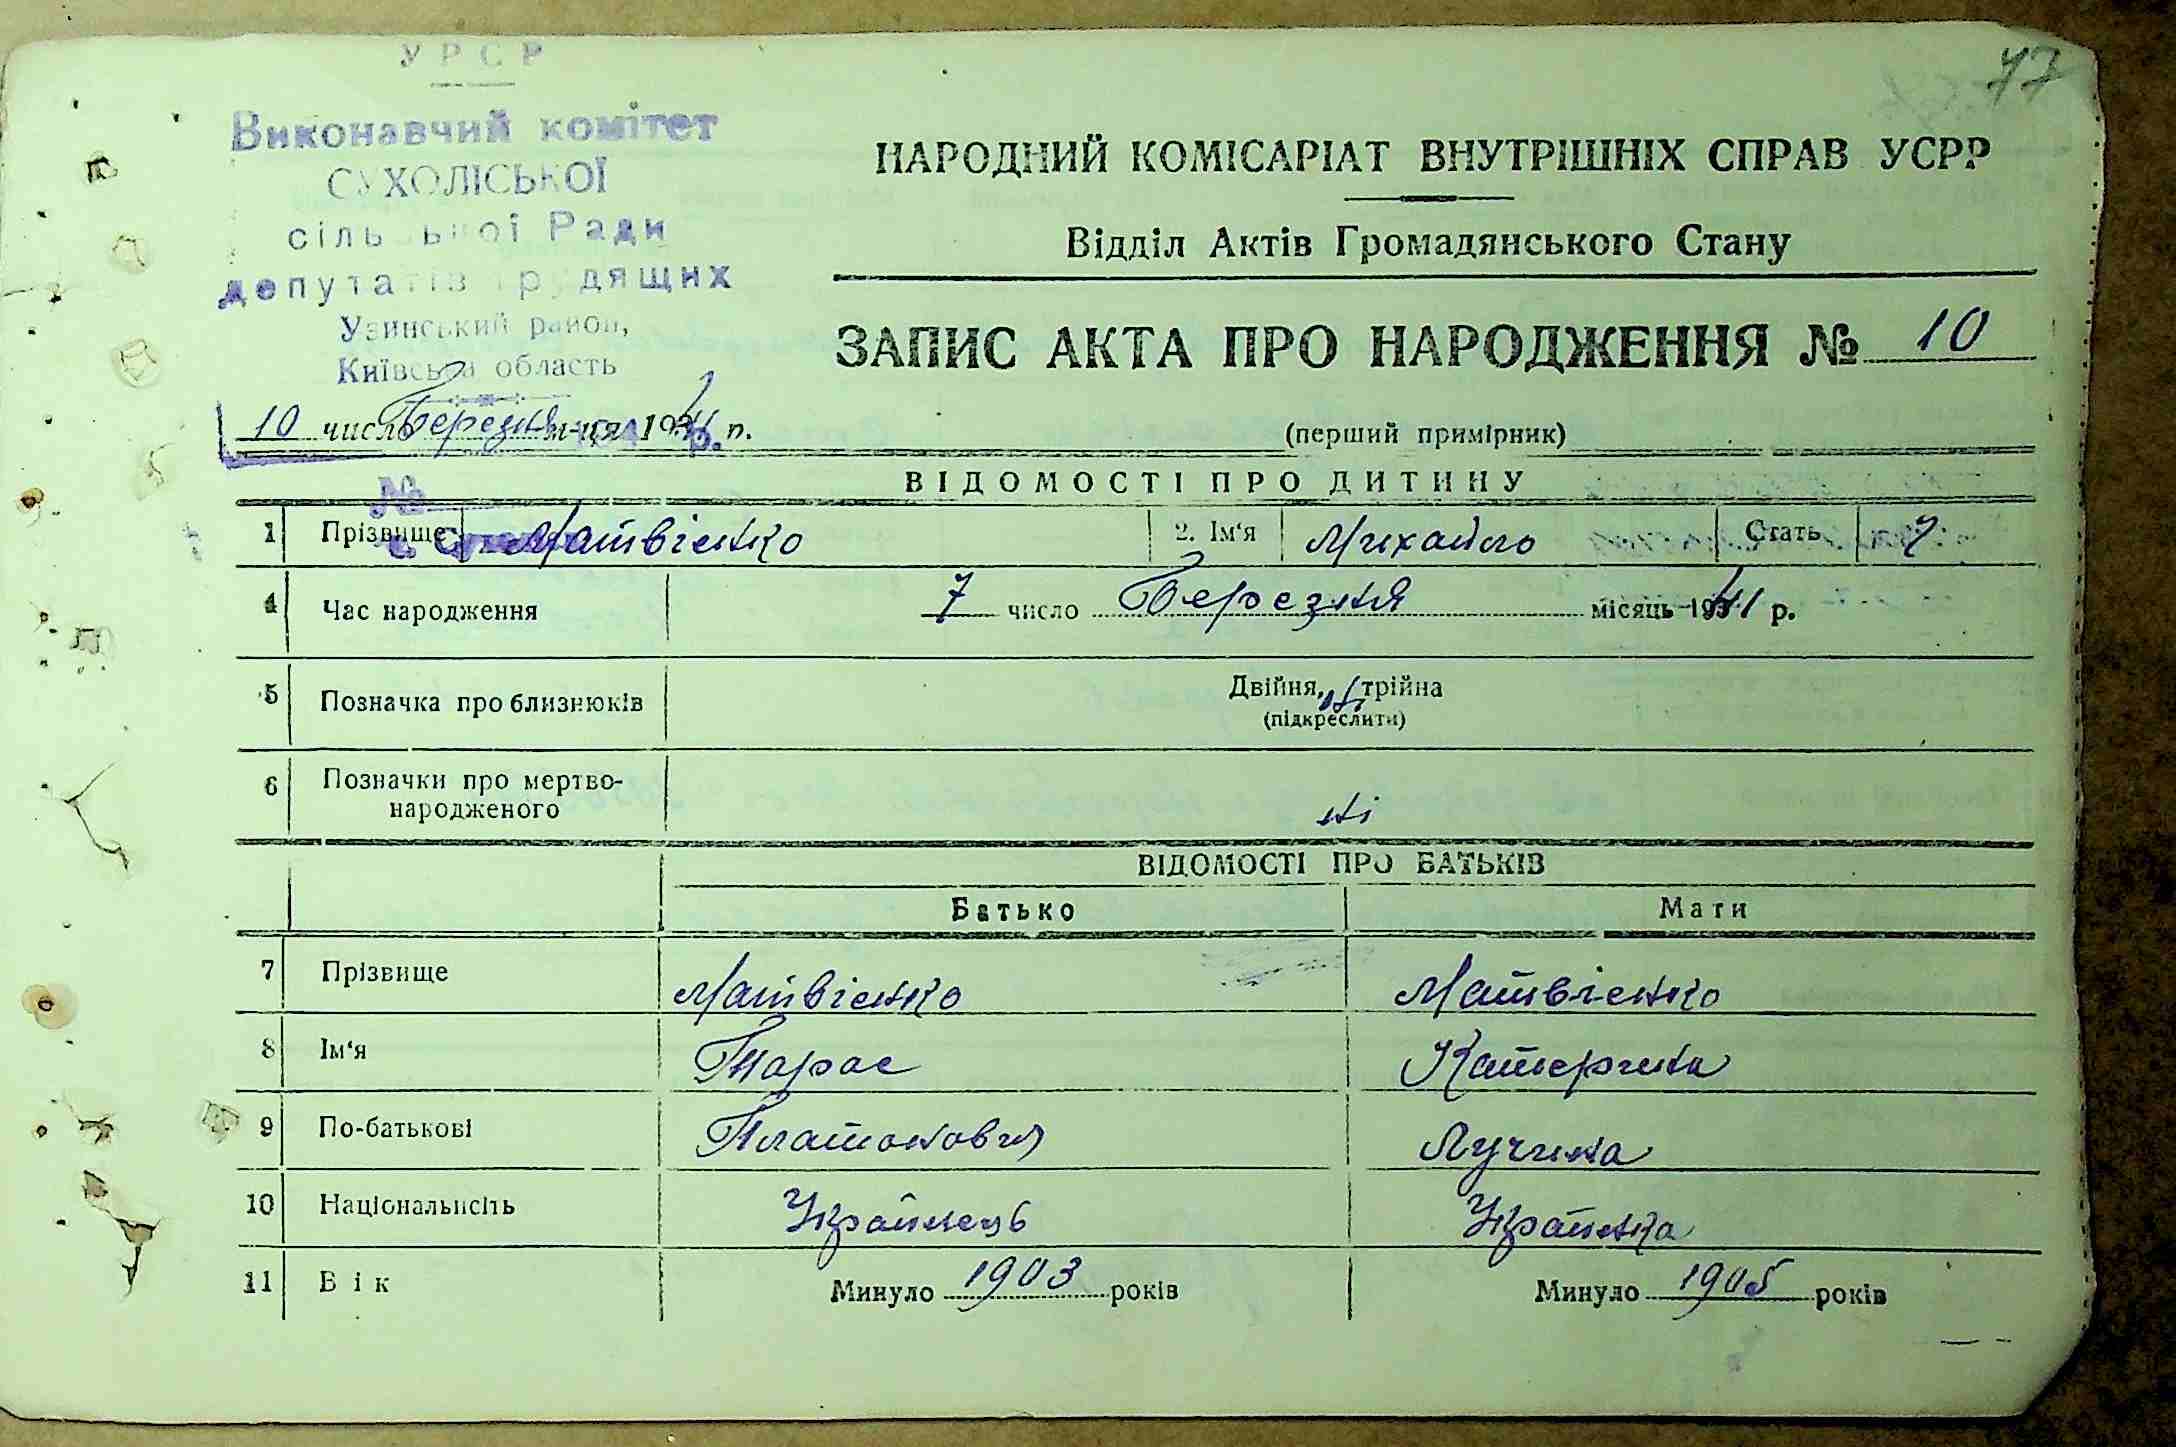 77
УРСР
Виконавчий комітет
СУХОЛІСЬКОЇ
сільської Ради
депутатів трудящих
Узинський район,
Київська область
НАРОДНИЙ КОМІСАРІАТ ВНУТРІШНІХ СПРАВ УСРР
Відділ Актів Громадянського Стану
ЗАПИС АКТА ПРО НАРОДЖЕННЯ № 10
10 число Березня м-ця 1941 р.
(перший примірник)
ВІДОМОСТІ ПРО ДИТИНУ
№
1 Прізвище Матвієнко 2. Ім‘я Михайло Стать Ч
4 Час народження 7 число Березня місяць 1941 р.
5 Позначка про близнюків Двійня, ні трійна
(підкреслити)
6 Позначки про мертво-
народженого ні
ВІДОМОСТІ ПРО БАТЬКІВ
Батько Мати
7 Прізвище Матвієнко Матвієнко
8 Ім‘я Тарас Катерина
9 По-батькові Платонович Лучина
10 Національність Українець Українка
11 Вік Минуло 1903 років Минуло 1905 років